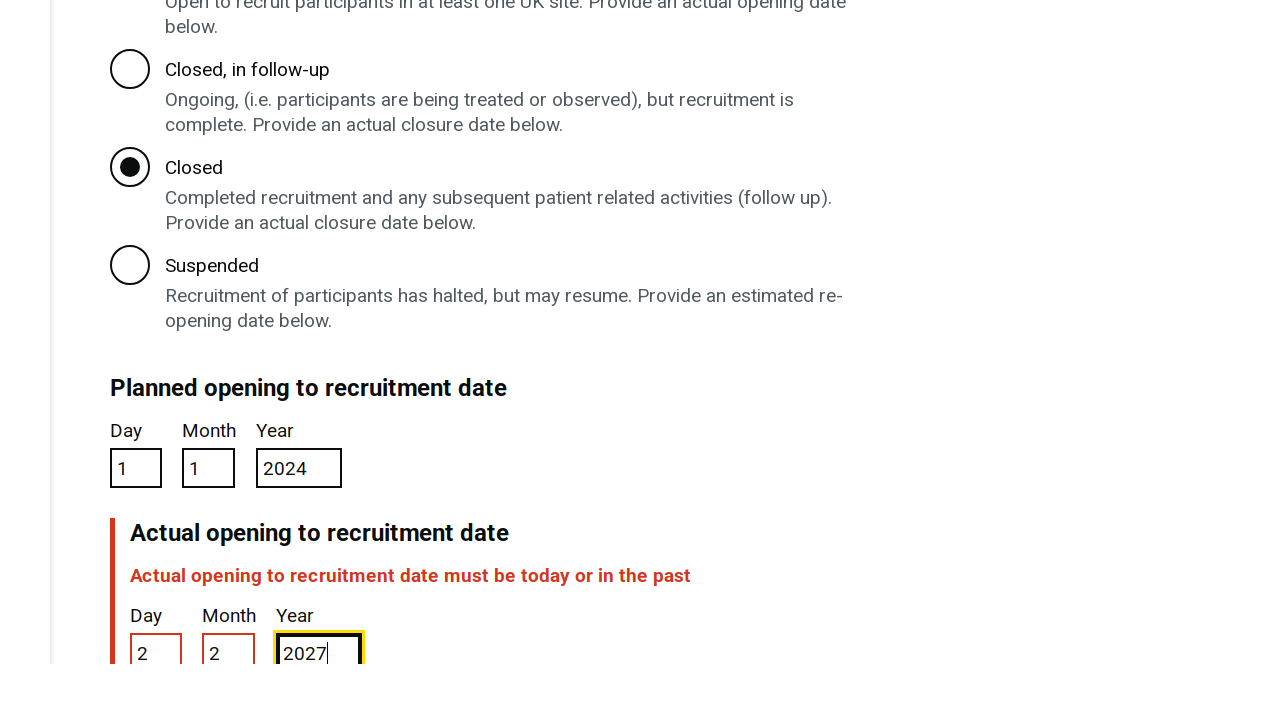 Open to recruit participants in at least one UK site. Provide an actual opening date
below.
Closed, in follow-up
Ongoing, (i.e. participants are being treated or observed), but recruitment is
complete. Provide an actual closure date below.
Closed
Completed recruitment and any subsequent patient related activities (follow up).
Provide an actual closure date below.
Suspended
Recruitment of participants has halted, but may resume. Provide an estimated re-
opening date below.
Planned opening to recruitment date
Day Month Year
1 1 2024
Actual opening to recruitment date
Actual opening to recruitment date must be today or in the past
Day Month Year
2 2 2027